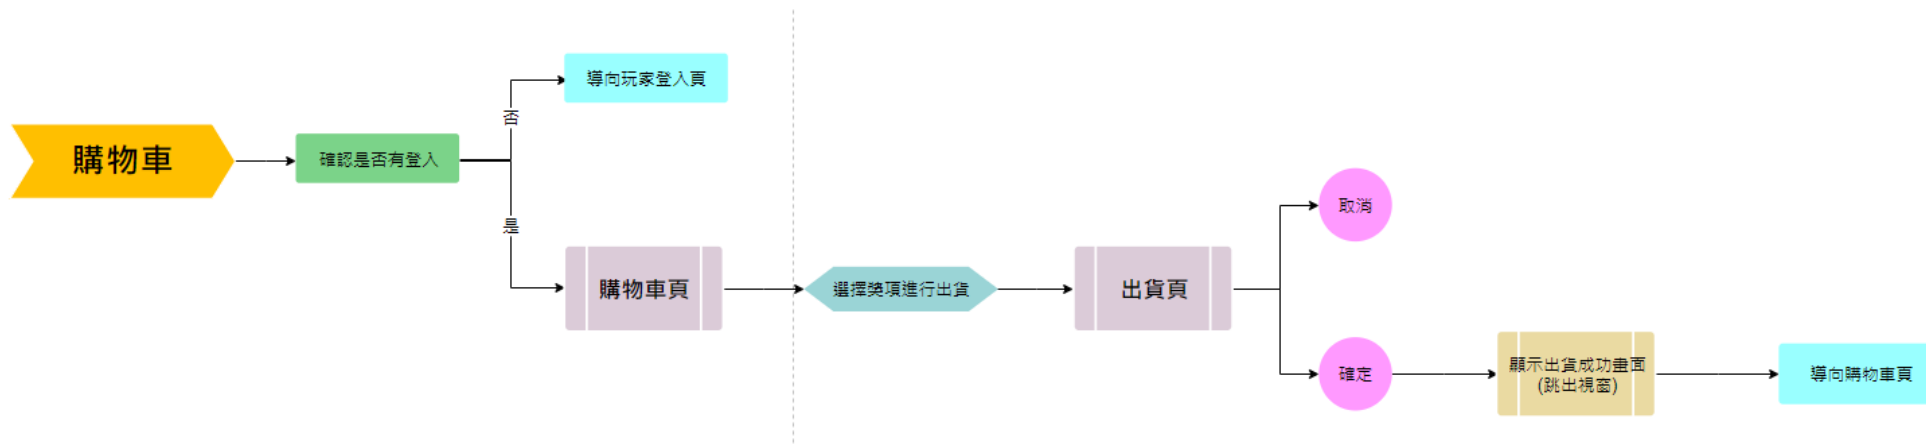 購物車
確認是否有登入
否
導向玩家登入頁
是
購物車頁
選擇獎項進行出貨
出貨頁
取消
確定
顯示出貨成功畫面
(跳出視窗)
導向購物車頁